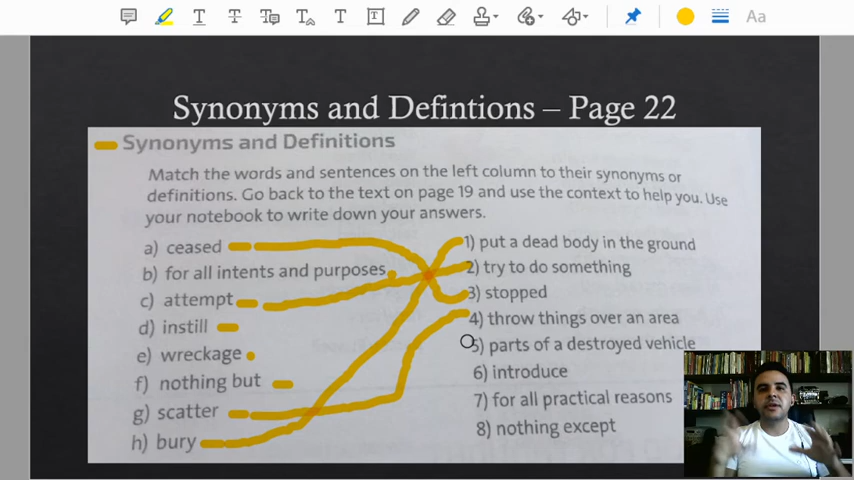 Aa
Synonyms and Defintions – Page 22
Synonyms and Definitions
Match the words and sentences on the left column to their synonyms or
definitions. Go back to the text on page 19 and use the context to help you. Use
your notebook to write down your answers.
a) ceased
b) for all intents and purposes
c) attempt
d) instill
e) wreckage
f) nothing but
g) scatter
h) bury
1) put a dead body in the ground
2) try to do something
3) stopped
4) throw things over an area
5) parts of a destroyed vehicle
6) introduce
7) for all practical reasons
8) nothing except